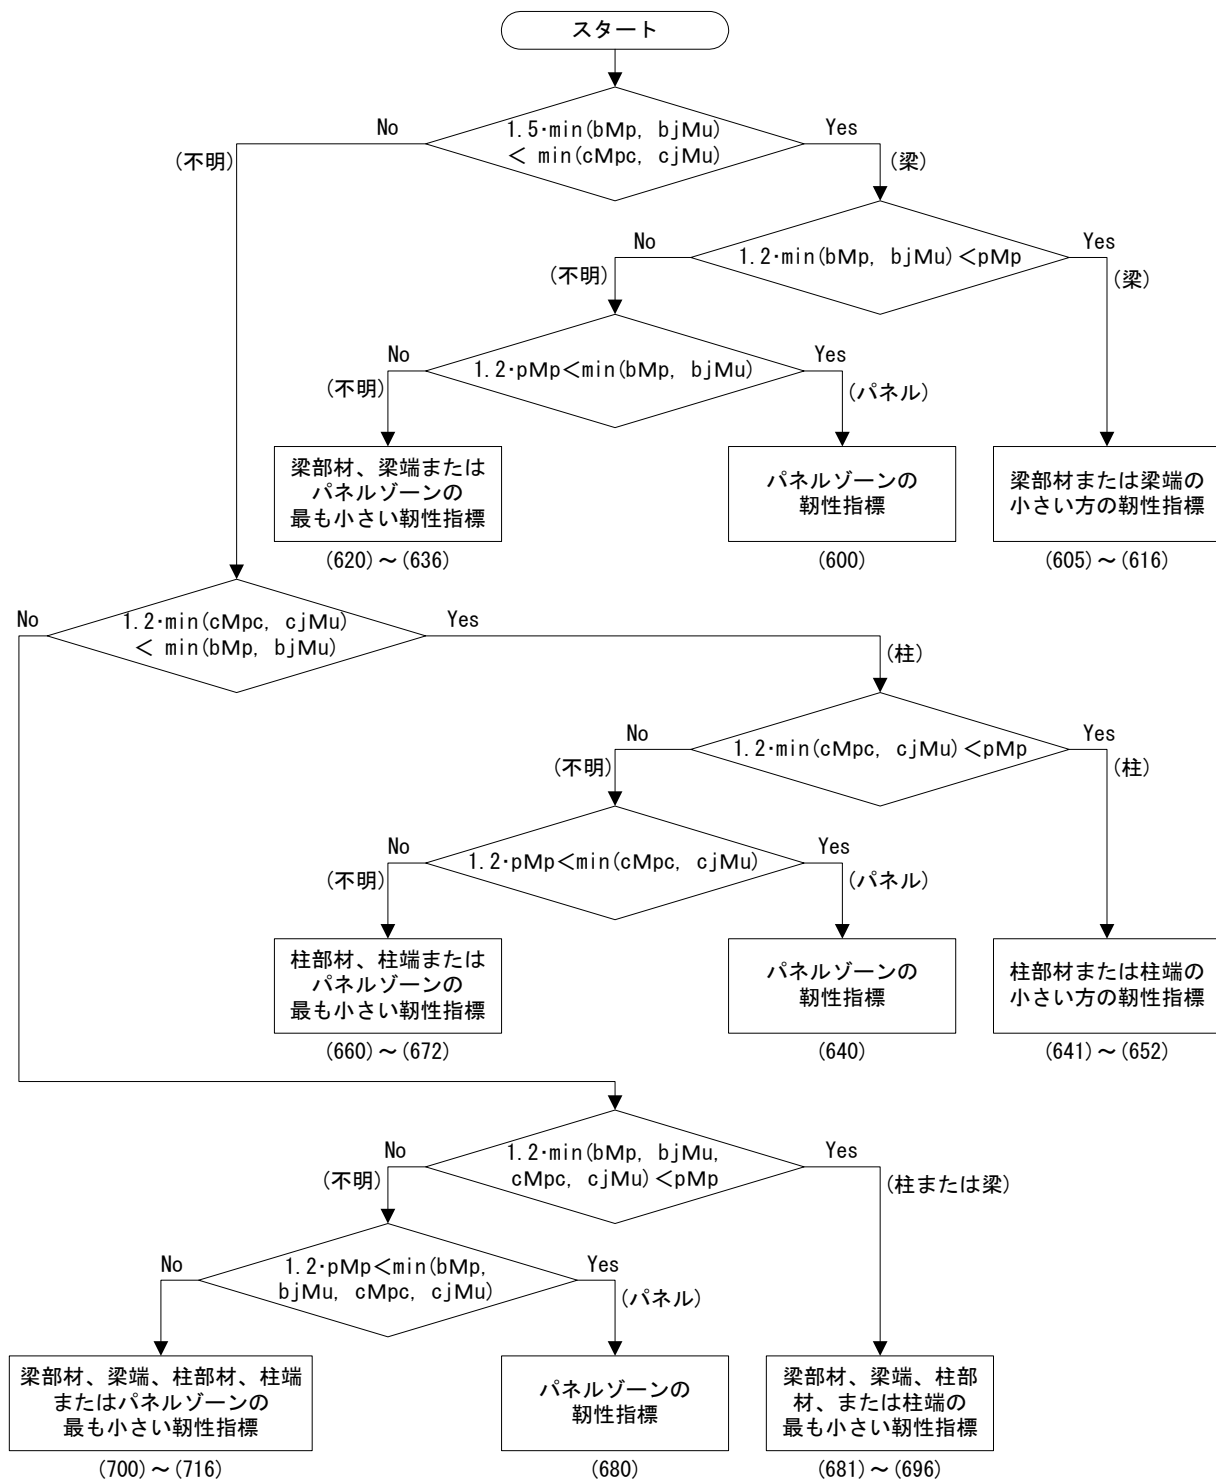 スタート
1.5・min(bMp, bjMu)
< min(cMpc, cjMu)
No
Yes
(不明)
(梁)
1.2・min(bMp, bjMu)<pMp
No
Yes
(不明)
(梁)
1.2・pMp<min(bMp, bjMu)
No
Yes
(不明)
(パネル)
梁部材、梁端または
パネルゾーンの
最も小さい靭性指標
(620)～(636)
パネルゾーンの
靭性指標
(600)
梁部材または梁端の
小さい方の靭性指標
(605)～(616)
1.2・min(cMpc, cjMu)
< min(bMp, bjMu)
No
Yes
(柱)
1.2・min(cMpc, cjMu)<pMp
No
Yes
(不明)
(柱)
1.2・pMp<min(cMpc, cjMu)
No
Yes
(不明)
(パネル)
柱部材、柱端または
パネルゾーンの
最も小さい靭性指標
(660)～(672)
パネルゾーンの
靭性指標
(640)
柱部材または柱端の
小さい方の靭性指標
(641)～(652)
1.2・min(bMp, bjMu,
cMpc, cjMu)<pMp
No
Yes
(不明)
(柱または梁)
1.2・pMp<min(bMp,
bjMu, cMpc, cjMu)
No
Yes
(パネル)
梁部材、梁端、柱部材、柱端
またはパネルゾーンの
最も小さい靭性指標
(700)～(716)
パネルゾーンの
靭性指標
(680)
梁部材、梁端、柱部
材、または柱端の
最も小さい靭性指標
(681)～(696)